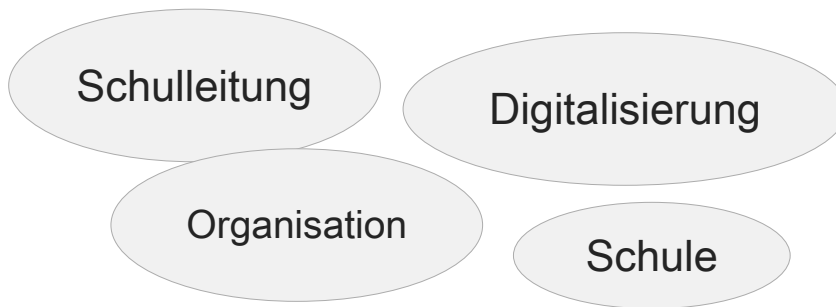 Schulleitung
Digitalisierung
Organisation
Schule